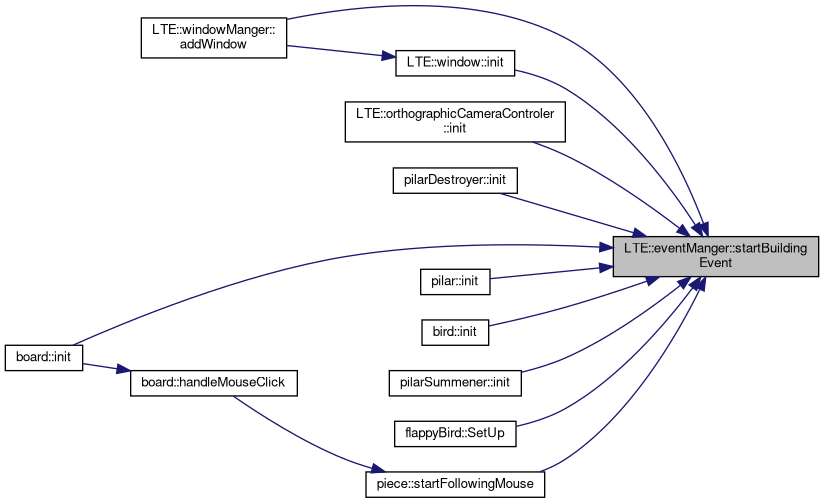 LTE::windowManger::
addWindow
LTE::window::init
LTE::orthographicCameraControler
::init
pilarDestroyer::init
LTE::eventManger::startBuilding
Event
pilar::init
bird::init
board::init
board::handleMouseClick
pilarSummener::init
flappyBird::SetUp
piece::startFollowingMouse